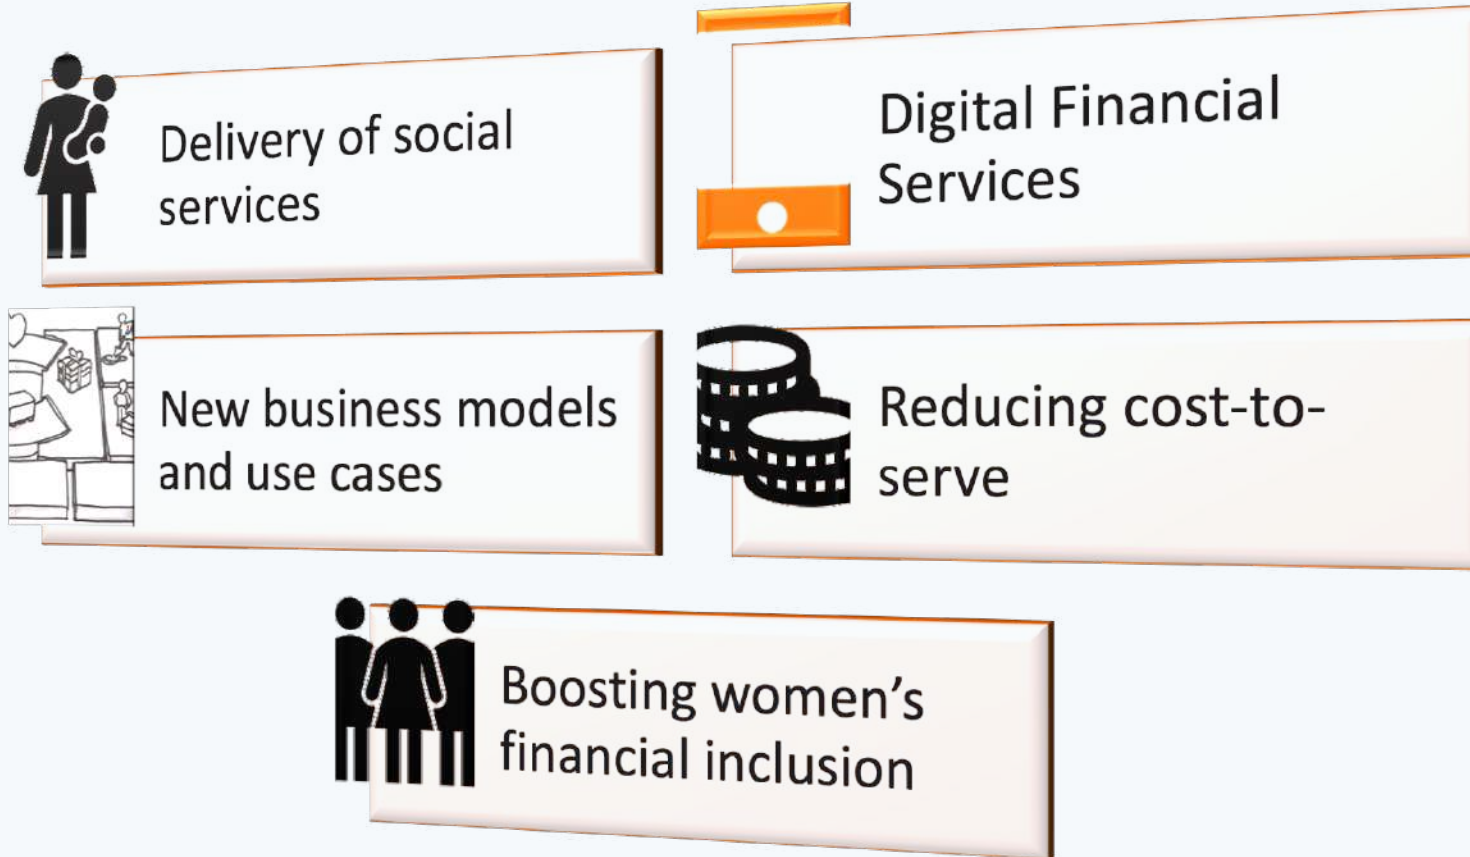 Delivery of social
services
Digital Financial
Services
New business models
and use cases
Reducing cost-to-
serve
Boosting women’s
financial inclusion